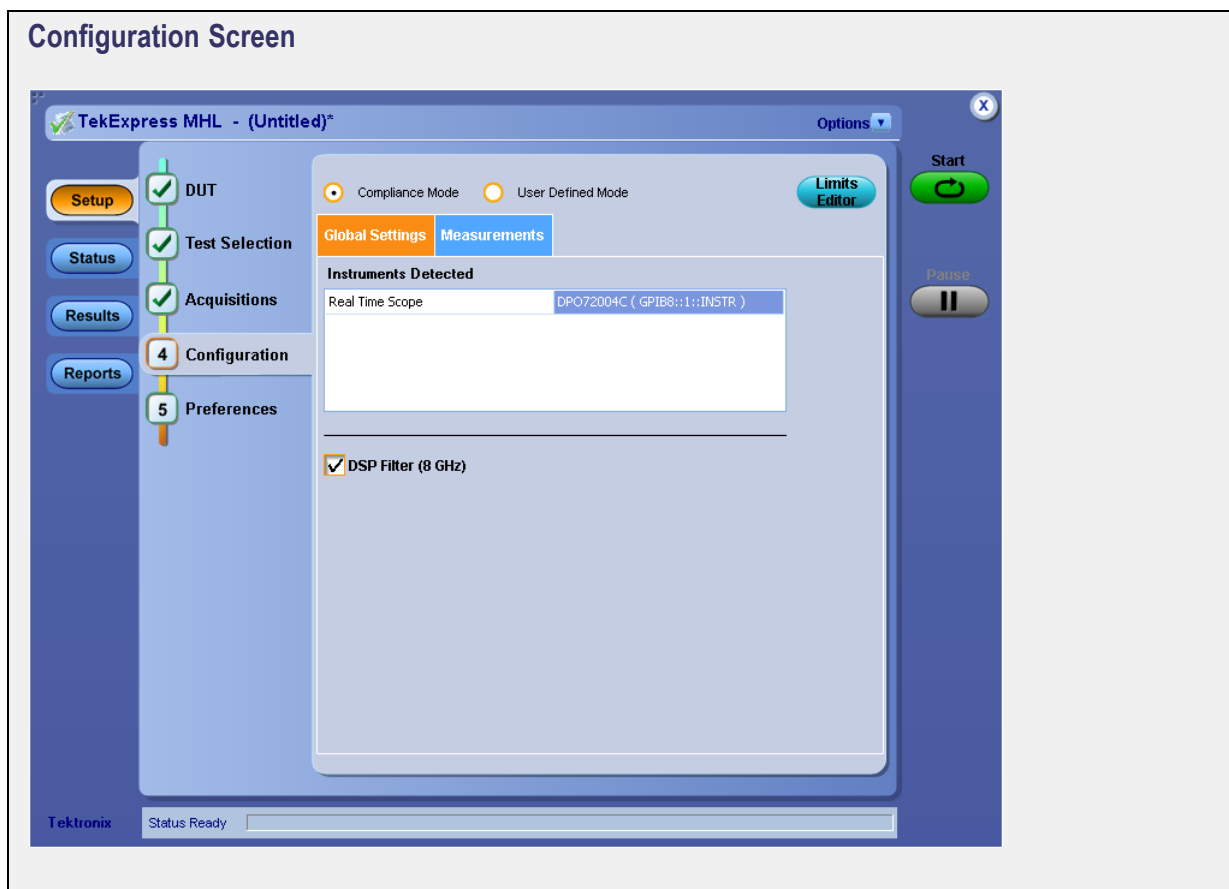 Configuration Screen
TekExpress MHL - (Untitled)*
Options
X
Start
Pause
Setup
Status
Results
Reports
DUT
Test Selection
Acquisitions
4 Configuration
5 Preferences
Compliance Mode
User Defined Mode
Limits
Editor
Global Settings
Measurements
Instruments Detected
Real Time Scope
DPO72004C ( GPIB8::1::INSTR )
DSP Filter (8 GHz)
Tektronix
Status Ready